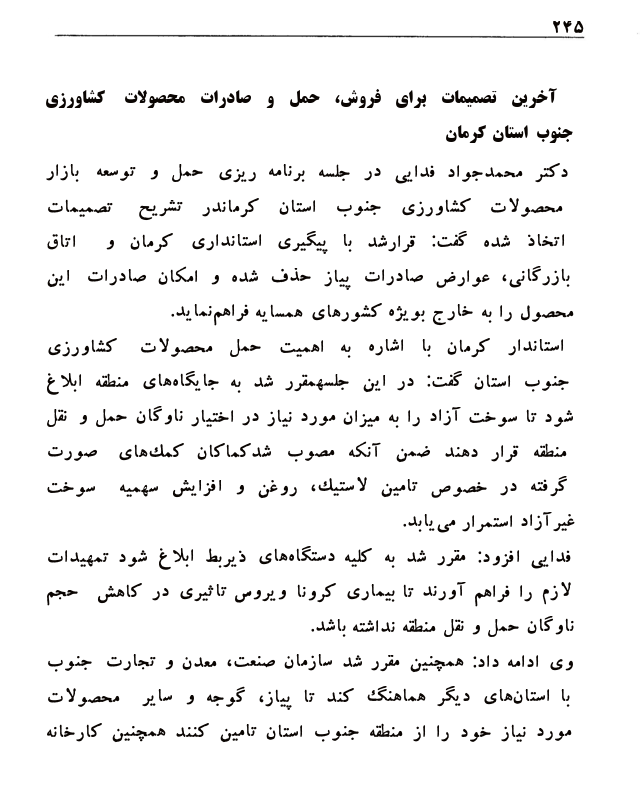 ۲۴۵
آخرین تصمیمات برای فروش، حمل و صادرات محصولات کشاورزی
جنوب استان کرمان
دکتر محمدجواد فدایی در جلسه برنامه ریزی حمل و توسعه بازار
محصولات کشاورزی جنوب استان کرماندر تشریح تصمیمات
اتخاذ شده گفت: قرارشد با پیگیری استانداری کرمان و اتاق
بازرگانی، عوارض صادرات پیاز حذف شده و امکان صادرات این
محصول را به خارج بویژه کشورهای همسایه فراهم‌نماید.
استاندار کرمان با اشاره به اهمیت حمل محصولات کشاورزی
جنوب استان گفت: در این جلسهمقرر شد به جایگاه‌های منطقه ابلاغ
شود تا سوخت آزاد را به میزان مورد نیاز در اختیار ناوگان حمل و نقل
منطقه قرار دهند ضمن آنکه مصوب شدکماکان کمك‌های صورت
گرفته در خصوص تامین لاستیك، روغن و افزایش سهمیه سوخت
غیرآزاد استمرار می‌یابد.
فدایی افزود: مقرر شد به کلیه دستگاه‌های ذیربط ابلاغ شود تمهیدات
لازم را فراهم آورند تا بیماری کرونا ویروس تاثیری در کاهش حجم
ناوگان حمل و نقل منطقه نداشته باشد.
وی ادامه داد: همچنین مقرر شد سازمان صنعت، معدن و تجارت جنوب
با استان‌های دیگر هماهنگ کند تا پیاز، گوجه و سایر محصولات
مورد نیاز خود را از منطقه جنوب استان تامین کنند همچنین کارخانه